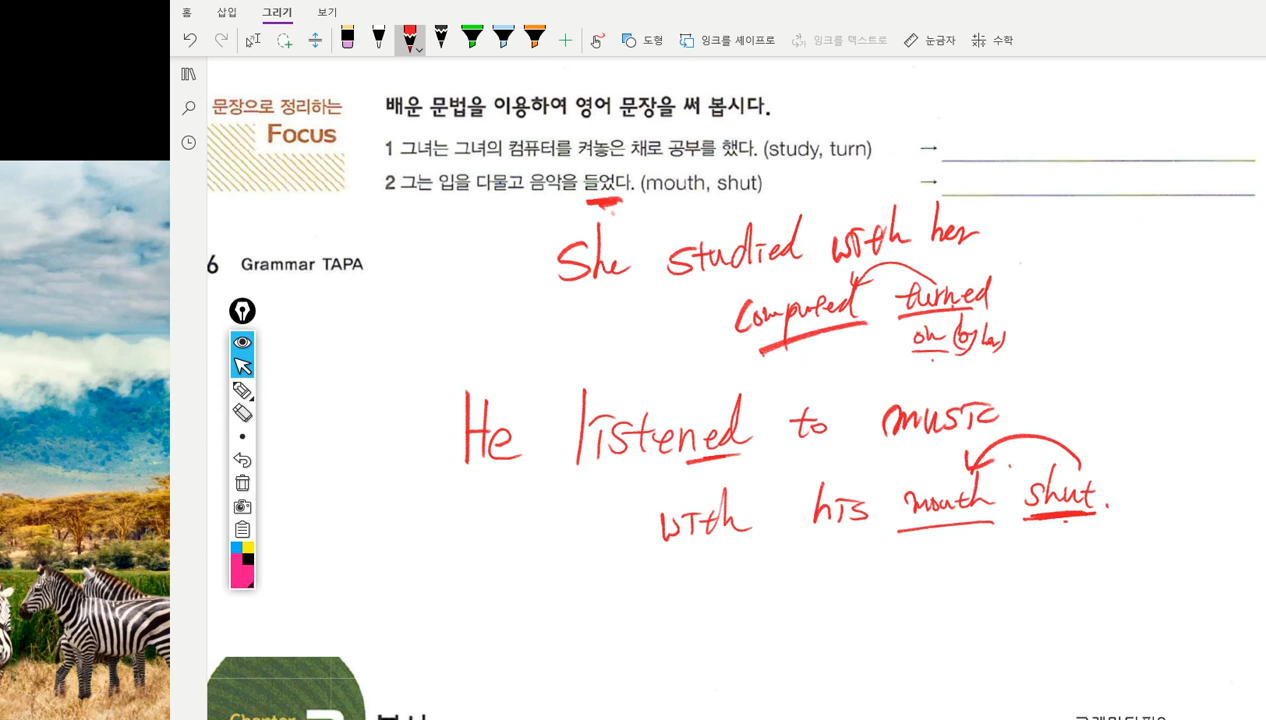 홈 삽입 그리기 보기
도형 잉크를 셰이프로 잉크를 텍스트로 눈금자 수학
문장으로 정리하는
Focus
배운 문법을 이용하여 영어 문장을 써 봅시다.
1 그녀는 그녀의 컴퓨터를 켜놓은 채로 공부를 했다. (study, turn) →
2 그는 입을 다물고 음악을 들었다. (mouth, shut) →
She studied with her
computed turned
on (by her)
6 Grammar TAPA
He listened to music
with his mouth shut.
Chapter